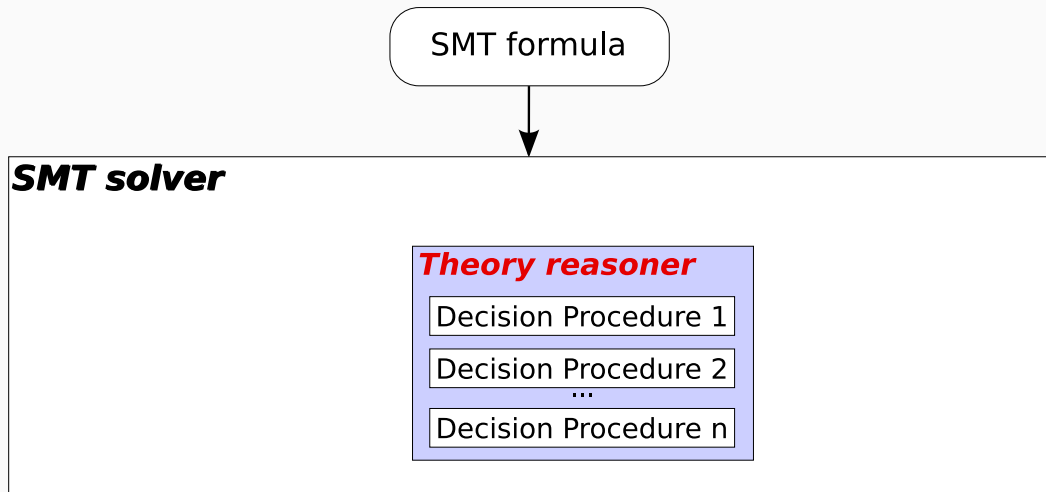 SMT formula
SMT solver
Theory reasoner
Decision Procedure 1
Decision Procedure 2
...
Decision Procedure n